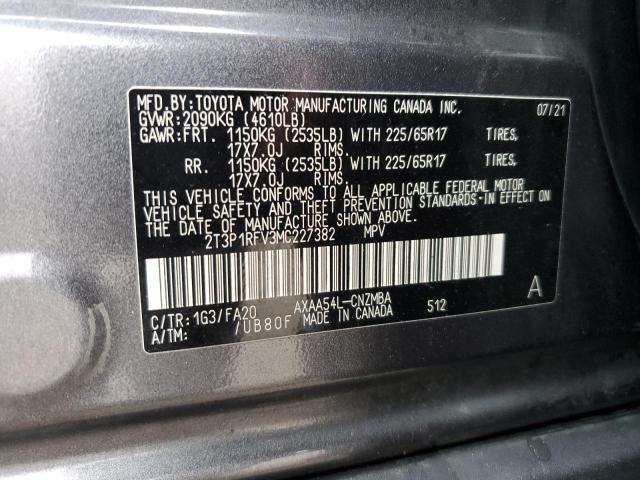 MFD.BY:TOYOTA MOTOR MANUFACTURING CANADA INC. 07/21
GVWR:2090KG (4610LB)
GAWR:FRT. 1150KG (2535LB) WITH 225/65R17 TIRES,
17X7.0J RIMS.
RR. 1150KG (2535LB) WITH 225/65R17 TIRES,
17X7.0J RIMS.
THIS VEHICLE CONFORMS TO ALL APPLICABLE FEDERAL MOTOR
VEHICLE SAFETY AND THEFT PREVENTION STANDARDS IN EFFECT ON
THE DATE OF MANUFACTURE SHOWN ABOVE.
2T3P1RFV3MC227382 MPV
A
C/TR:1G3/FA20 AXAA54L-CNZMBA 512
A/TM: /UB80F MADE IN CANADA